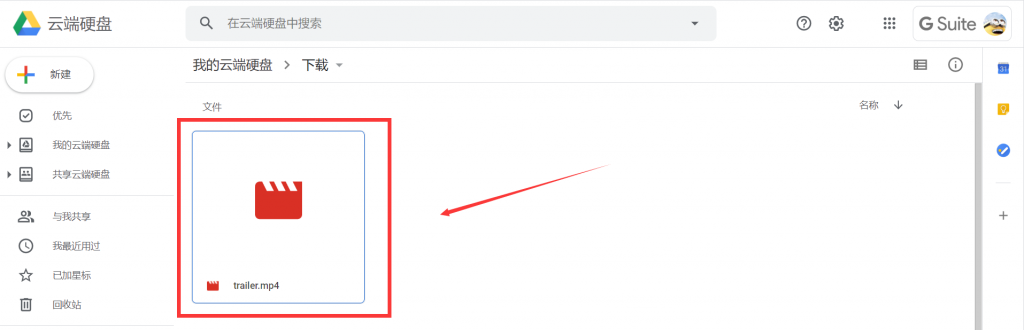 云端硬盘
在云端硬盘中搜索
G Suite
新建
我的云端硬盘 > 下载
优先
我的云端硬盘
共享云端硬盘
与我共享
我最近用过
已加星标
回收站
文件
名称
trailer.mp4
31